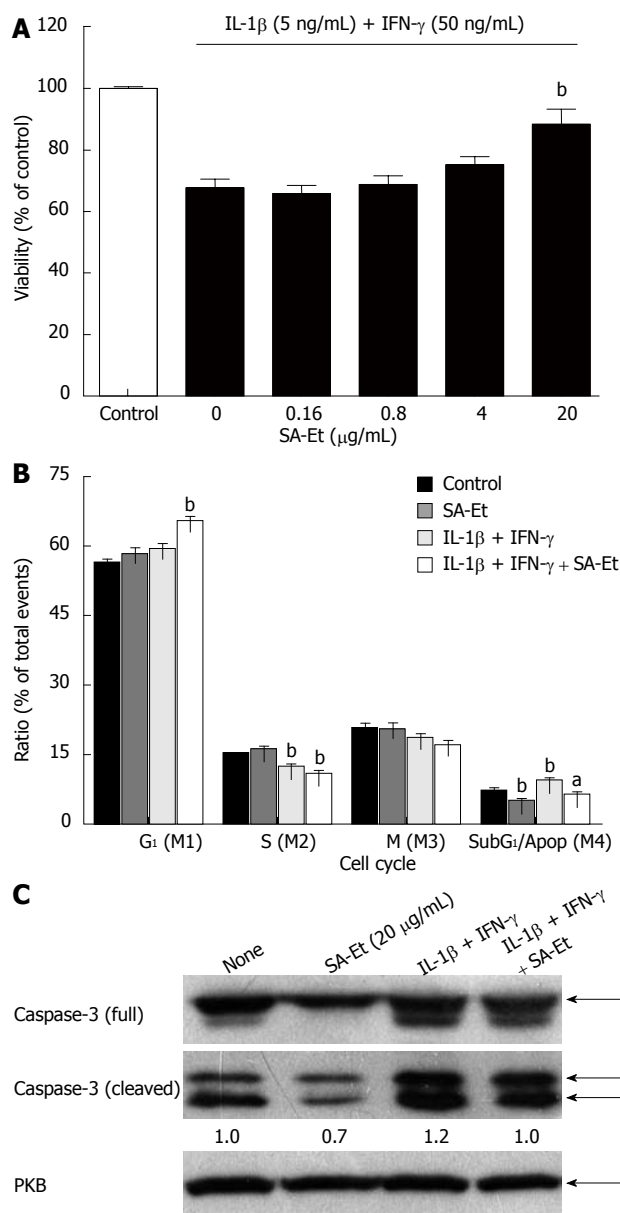 A
IL-1β (5 ng/mL) + IFN-γ (50 ng/mL)
120
100
80
60
40
20
0
Viability (% of control)
b
Control
0
0.16
0.8
4
20
SA-Et (μg/mL)
B
75
60
45
30
15
0
Ratio (% of total events)
Control
SA-Et
IL-1β + IFN-γ
IL-1β + IFN-γ + SA-Et
b
b
b
b
b
a
G1 (M1)
S (M2)
M (M3)
SubG1/Apop (M4)
Cell cycle
C
None
SA-Et (20 μg/mL)
IL-1β + IFN-γ
IL-1β + IFN-γ
+ SA-Et
Caspase-3 (full)
Caspase-3 (cleaved)
1.0
0.7
1.2
1.0
PKB